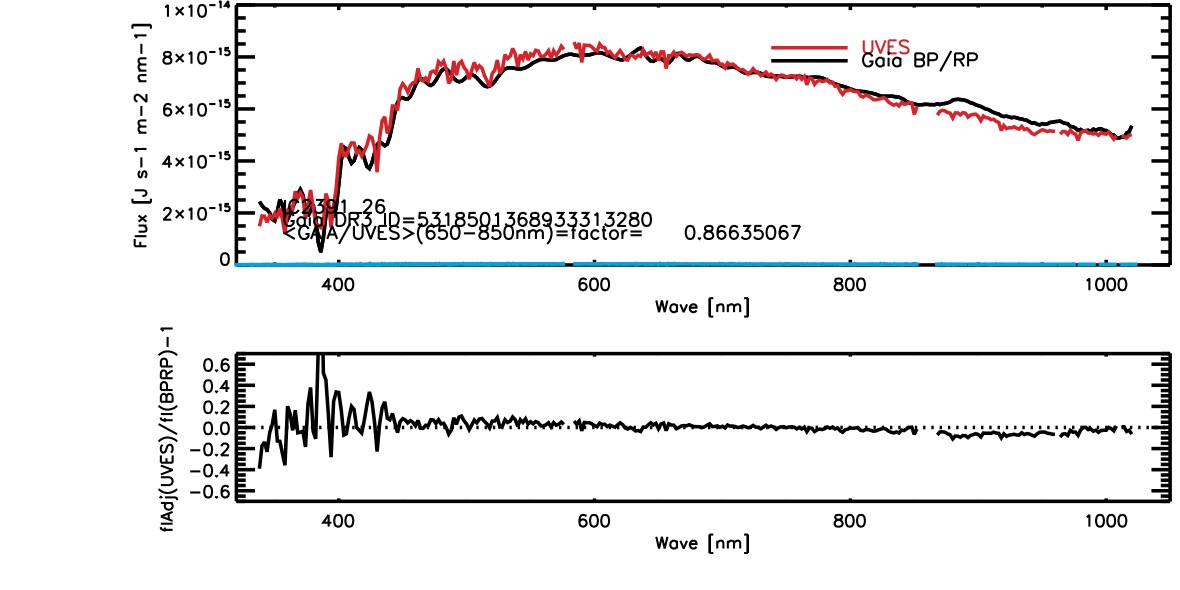 1×10-14
8×10-15
6×10-15
4×10-15
2×10-15
0
Flux [J s-1 m-2 nm-1]
UVES
Gaia BP/RP
IC2391_26
Gaia DR3 ID=5318501368933313280
<GAIA/UVES>(650-850nm)=factor= 0.86635067
400 600 800 1000
Wave [nm]
0.6
0.4
0.2
0.0
-0.2
-0.4
-0.6
flAdj(UVES)/fl(BPRP)-1
400 600 800 1000
Wave [nm]